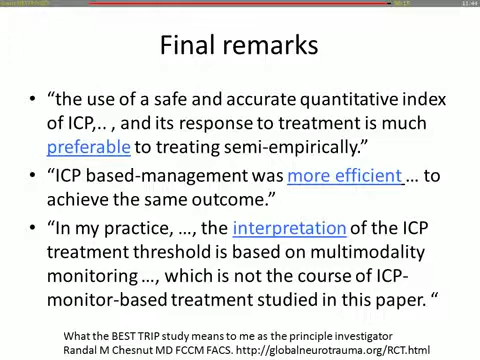 11:44
Final remarks
• “the use of a safe and accurate quantitative index
of ICP,.. , and its response to treatment is much
preferable to treating semi-empirically.”
• “ICP based-management was more efficient … to
achieve the same outcome.”
• “In my practice, …, the interpretation of the ICP
treatment threshold is based on multimodality
monitoring …, which is not the course of ICP-
monitor-based treatment studied in this paper. “
What the BEST TRIP study means to me as the principle investigator
Randal M Chesnut MD FCCM FACS. http://globalneurotrauma.org/RCT.html